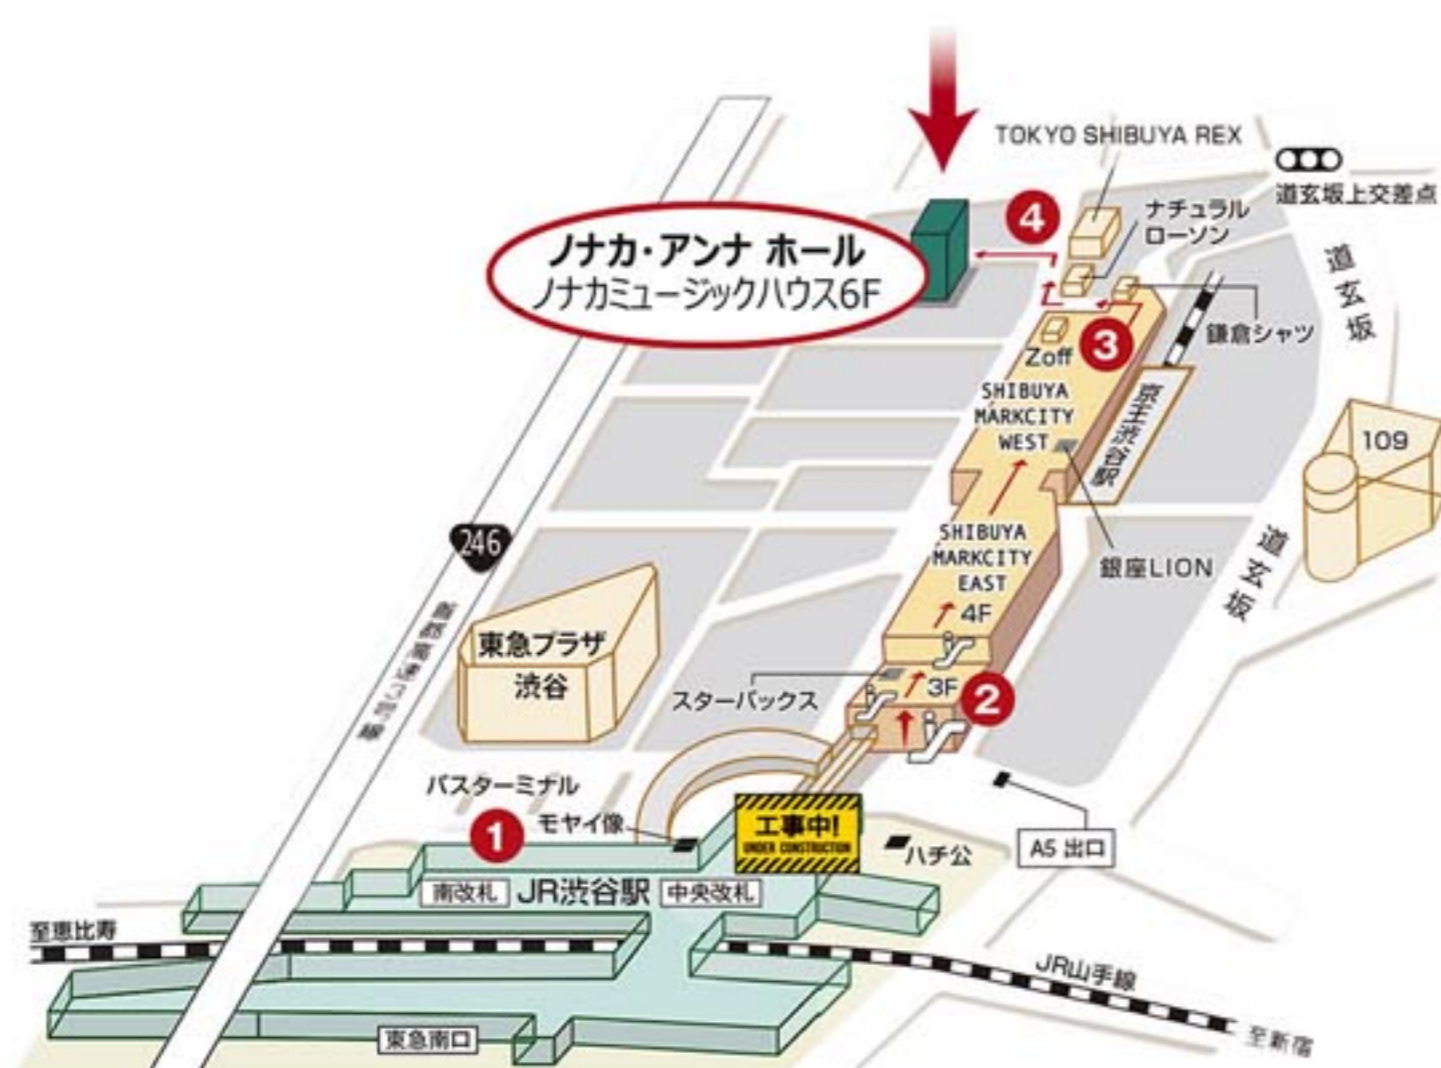 TOKYO SHIBUYA REX
道玄坂上交差点
4
ナチュラル
ローソン
ノナカ・アンナ ホール
ノナカミュージックハウス6F
道玄坂
鎌倉シャツ
3
Zoff
SHIBUYA
MARKCITY
WEST
京王渋谷駅
109
246
SHIBUYA
MARKCITY
EAST
4F
銀座LION
道玄坂
首都高速3号線
東急プラザ
渋谷
スターバックス
3F
2
バスターミナル
1
モヤイ像
工事中!
UNDER CONSTRUCTION
ハチ公
A5 出口
南改札
JR渋谷駅
中央改札
至恵比寿
JR山手線
東急南口
至新宿